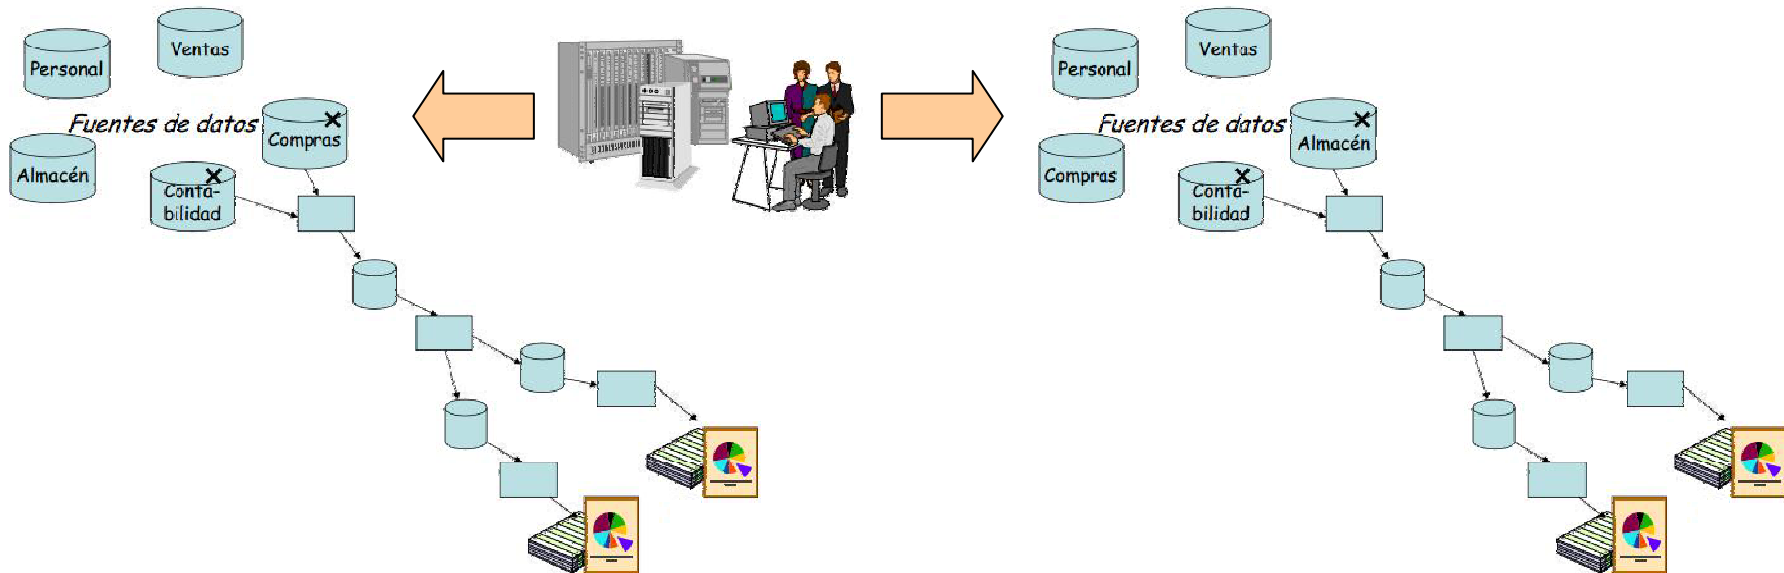 Ventas
Personal
Fuentes de datos
Compras
Almacén
Conta-
bilidad
Ventas
Personal
Fuentes de datos
Almacén
Compras
Conta-
bilidad